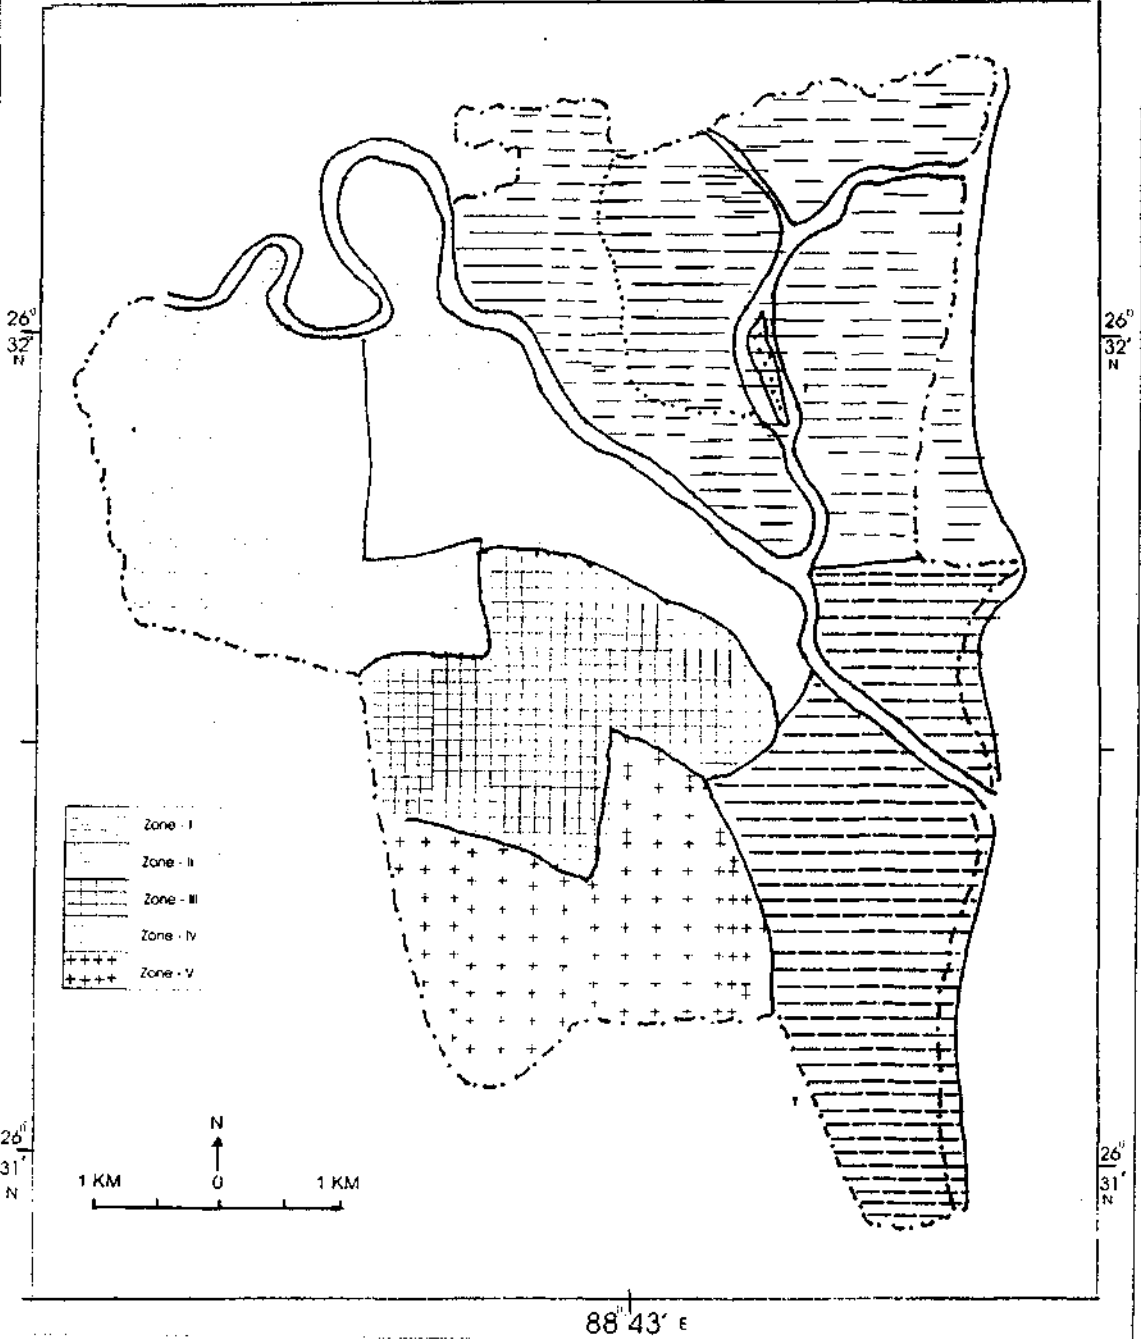 26° 32' N
26° 32' N
Zone - I
Zone - II
Zone - III
Zone - IV
Zone - V
N
1 KM 0 1 KM
26° 31' N
26° 31' N
88° 43' E